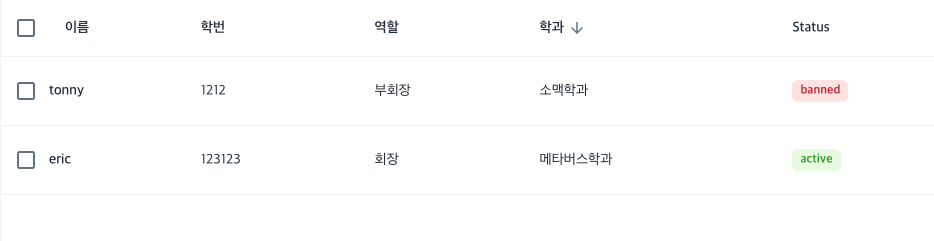 이름 학번 역할 학과 ↓ Status
tonny 1212 부회장 소맥학과 banned
eric 123123 회장 메타버스학과 active